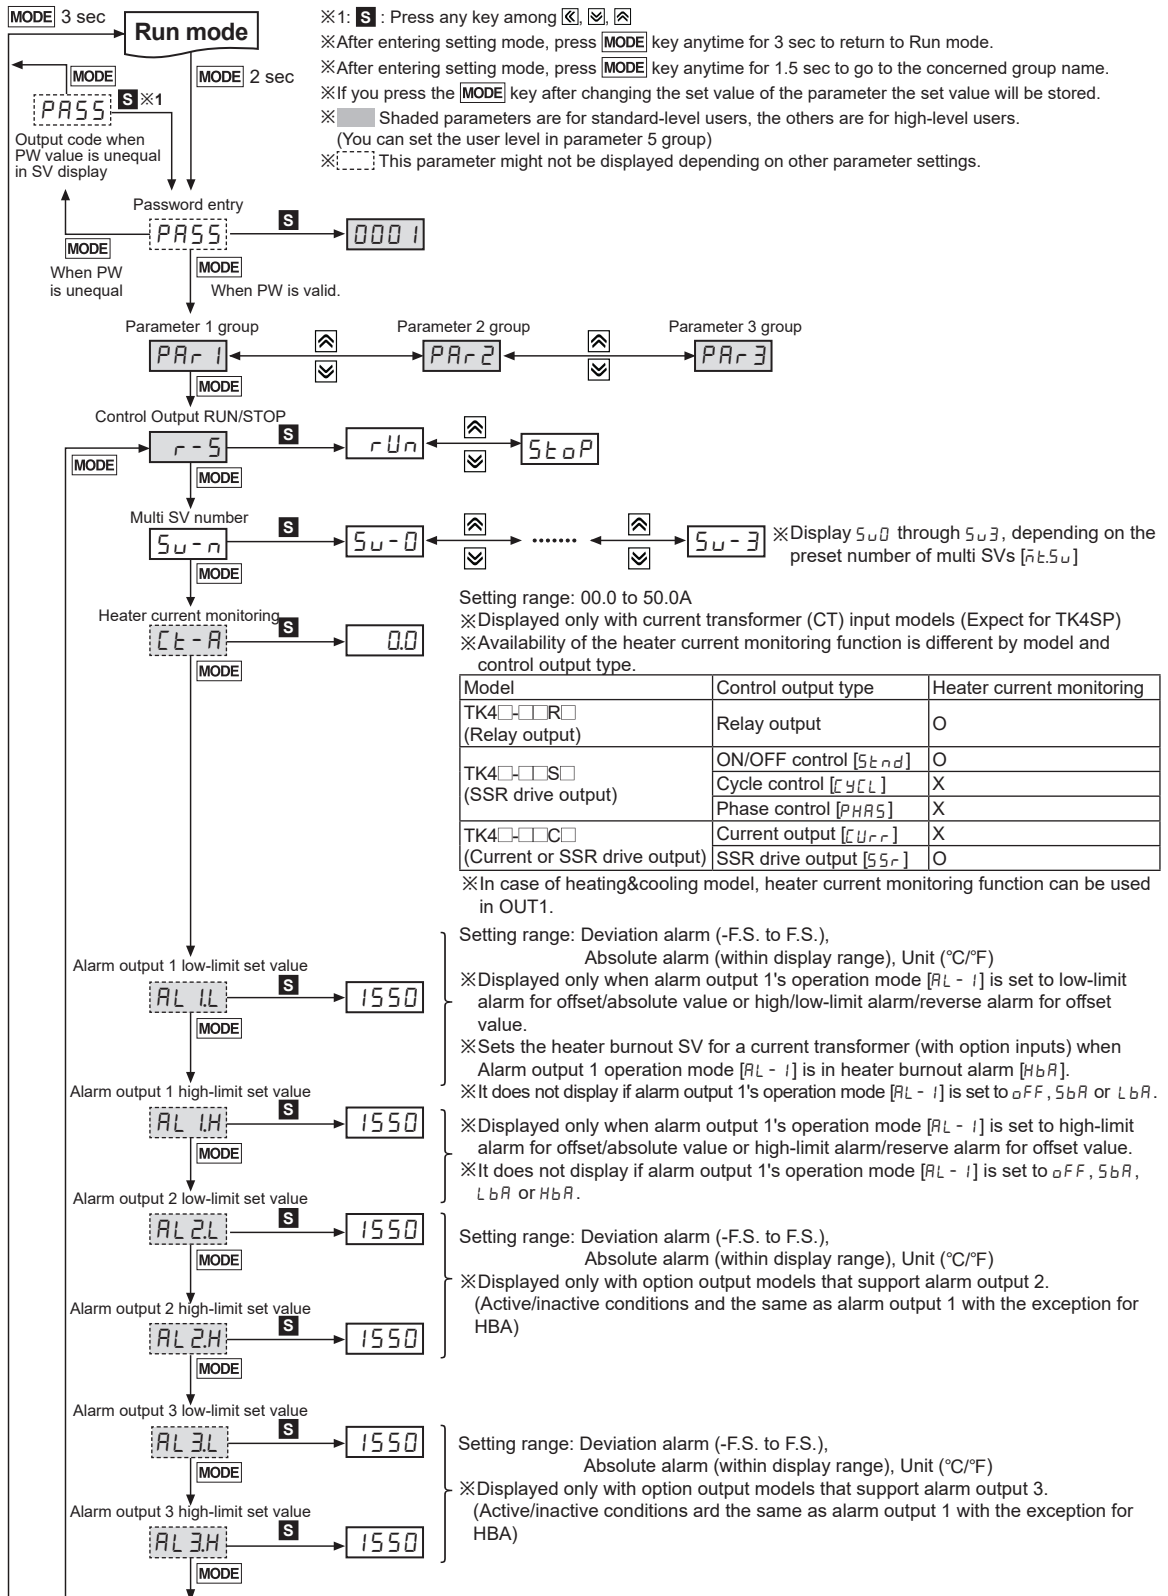 MODE 3 sec
Run mode
MODE
MODE 2 sec
PASS S ※1
Output code when
PW value is unequal
in SV display
※1: S : Press any key among «, ︾, ︽
※After entering setting mode, press MODE key anytime for 3 sec to return to Run mode.
※After entering setting mode, press MODE key anytime for 1.5 sec to go to the concerned group name.
※If you press the MODE key after changing the set value of the parameter the set value will be stored.
※ Shaded parameters are for standard-level users, the others are for high-level users.
(You can set the user level in parameter 5 group)
※ This parameter might not be displayed depending on other parameter settings.
Password entry
PASS S 0001
MODE
When PW
is unequal
MODE
When PW is valid.
Parameter 1 group
PAr1
Parameter 2 group
PAr2
Parameter 3 group
PAr3
MODE
Control Output RUN/STOP
r-S S rUn StoP
MODE
MODE
Multi SV number
Su-n S Su-0 ······· Su-3
※Display Su0 through Su3, depending on the
preset number of multi SVs [mt.Su]
MODE
Heater current monitoring
Ct-A S 0.0
MODE
Setting range: 00.0 to 50.0A
※Displayed only with current transformer (CT) input models (Expect for TK4SP)
※Availability of the heater current monitoring function is different by model and
control output type.
Model Control output type Heater current monitoring
TK4□-□□R□
(Relay output)
Relay output O
TK4□-□□S□
(SSR drive output)
ON/OFF control [Stnd] O
Cycle control [CYCL] X
Phase control [PHAS] X
TK4□-□□C□
(Current or SSR drive output)
Current output [CUrr] X
SSR drive output [SSr] O
※In case of heating&cooling model, heater current monitoring function can be used
in OUT1.
Alarm output 1 low-limit set value
AL1.L S 1550
MODE
Setting range: Deviation alarm (-F.S. to F.S.),
Absolute alarm (within display range), Unit (°C/°F)
※Displayed only when alarm output 1's operation mode [AL-1] is set to low-limit
alarm for offset/absolute value or high/low-limit alarm/reverse alarm for offset
value.
※Sets the heater burnout SV for a current transformer (with option inputs) when
Alarm output 1 operation mode [AL-1] is in heater burnout alarm [HbA].
※It does not display if alarm output 1's operation mode [AL-1] is set to oFF, SbA or LbA.
Alarm output 1 high-limit set value
AL1.H S 1550
MODE
※Displayed only when alarm output 1's operation mode [AL-1] is set to high-limit
alarm for offset/absolute value or high-limit alarm/reserve alarm for offset value.
※It does not display if alarm output 1's operation mode [AL-1] is set to oFF, SbA,
LbA or HbA.
Alarm output 2 low-limit set value
AL2.L S 1550
MODE
Alarm output 2 high-limit set value
AL2.H S 1550
MODE
Setting range: Deviation alarm (-F.S. to F.S.),
Absolute alarm (within display range), Unit (°C/°F)
※Displayed only with option output models that support alarm output 2.
(Active/inactive conditions and the same as alarm output 1 with the exception for
HBA)
Alarm output 3 low-limit set value
AL3.L S 1550
MODE
Alarm output 3 high-limit set value
AL3.H S 1550
MODE
Setting range: Deviation alarm (-F.S. to F.S.),
Absolute alarm (within display range), Unit (°C/°F)
※Displayed only with option output models that support alarm output 3.
(Active/inactive conditions ard the same as alarm output 1 with the exception for
HBA)